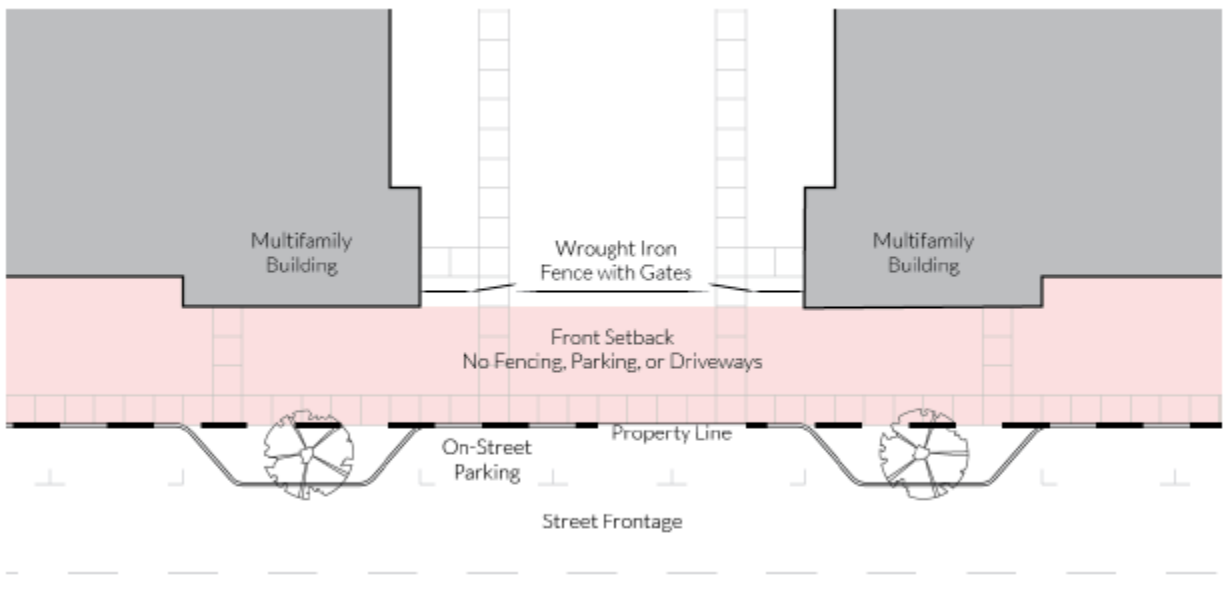 Multifamily
Building
Wrought Iron
Fence with Gates
Multifamily
Building
Front Setback
No Fencing, Parking, or Driveways
Property Line
On-Street
Parking
Street Frontage